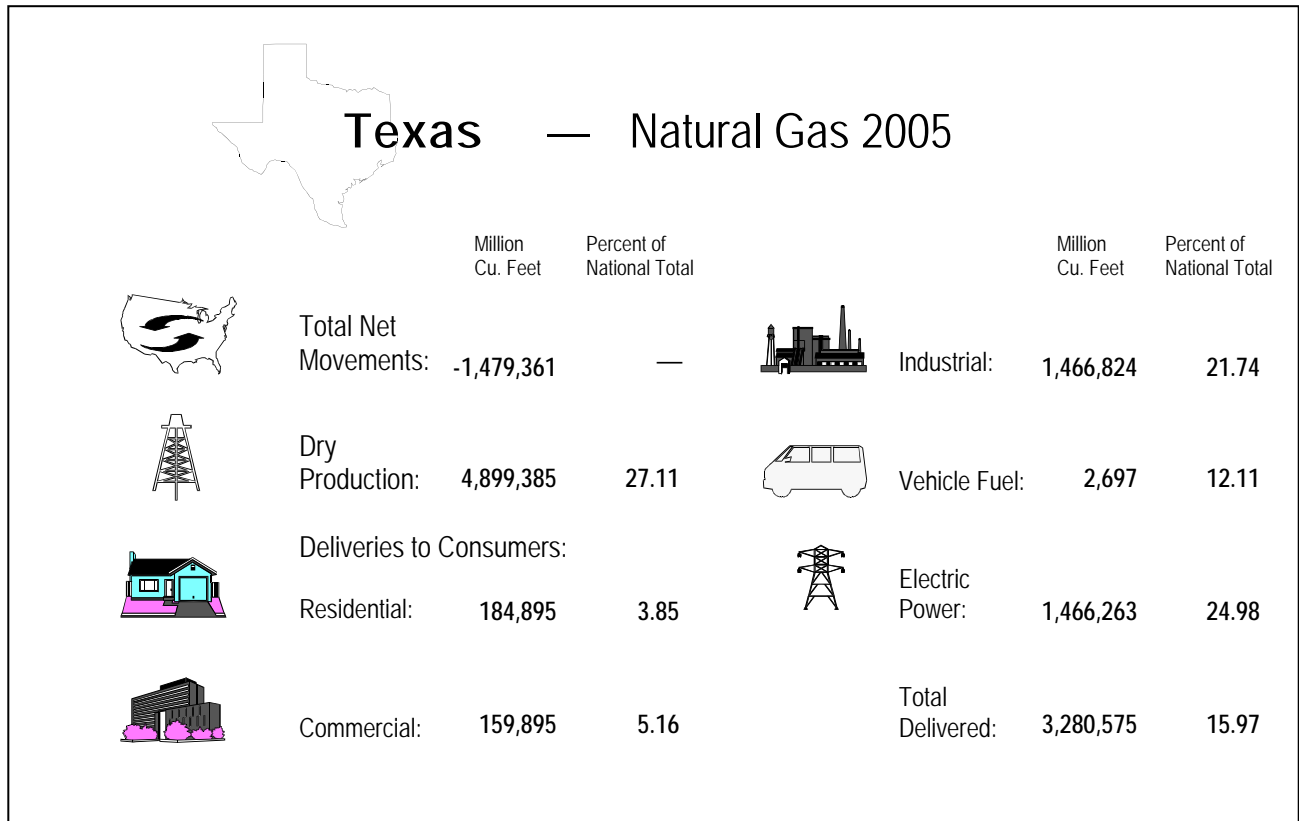 Texas — Natural Gas 2005
Million Percent of
Cu. Feet National Total
Total Net
Movements: -1,479,361 —
Dry
Production: 4,899,385 27.11
Deliveries to Consumers:
Residential: 184,895 3.85
Commercial: 159,895 5.16
Million Percent of
Cu. Feet National Total
Industrial: 1,466,824 21.74
Vehicle Fuel: 2,697 12.11
Electric
Power: 1,466,263 24.98
Total
Delivered: 3,280,575 15.97